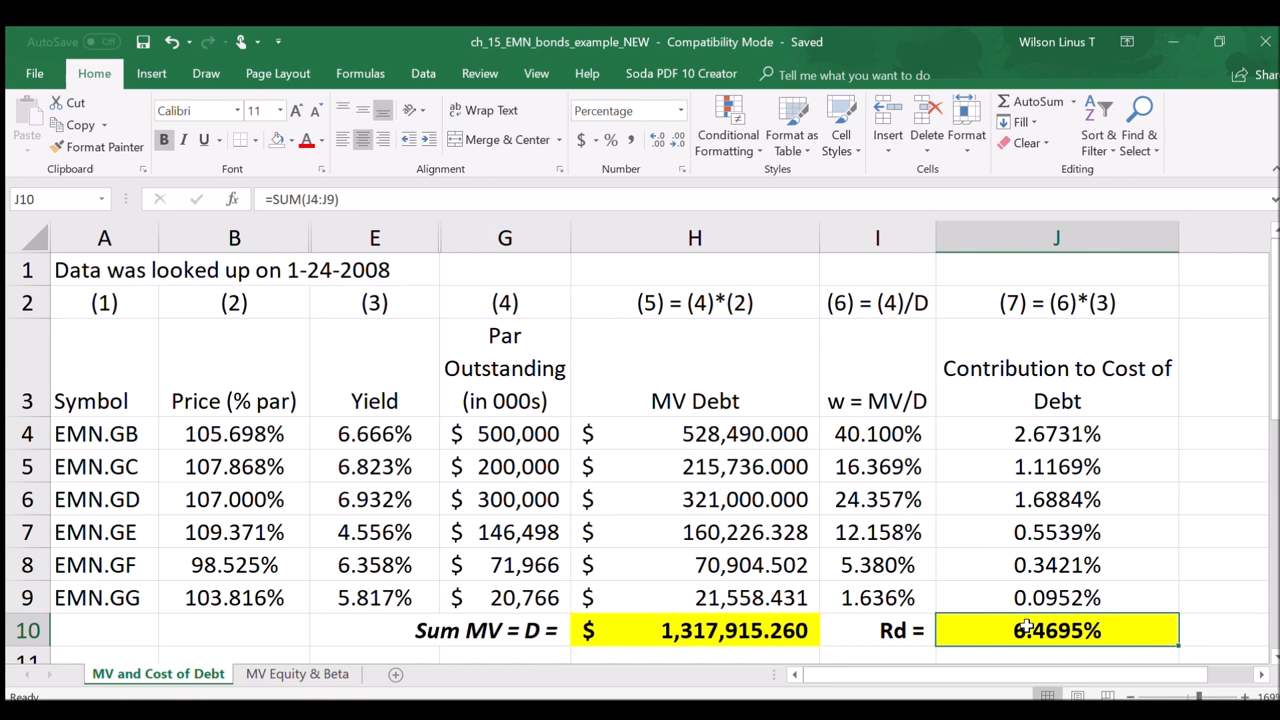 AutoSave Off ch_15_EMN_bonds_example_NEW - Compatibility Mode - Saved Wilson Linus T
File Home Insert Draw Page Layout Formulas Data Review View Help Soda PDF 10 Creator Tell me what you want to do Shar
Paste Cut Copy Format Painter
Calibri 11 A A B I U A
Wrap Text Merge & Center
Percentage $ % ,
Conditional Formatting Format as Table Cell Styles
Insert Delete Format
AutoSum Fill Clear Sort & Filter Find & Select
Clipboard Font Alignment Number Styles Cells Editing
J10 fx =SUM(J4:J9)
A B E G H I J
1 Data was looked up on 1-24-2008
2 (1) (2) (3) (4) (5) = (4)*(2) (6) = (4)/D (7) = (6)*(3)
3 Symbol Price (% par) Yield Par Outstanding (in 000s) MV Debt w = MV/D Contribution to Cost of Debt
4 EMN.GB 105.698% 6.666% $ 500,000 $ 528,490.000 40.100% 2.6731%
5 EMN.GC 107.868% 6.823% $ 200,000 $ 215,736.000 16.369% 1.1169%
6 EMN.GD 107.000% 6.932% $ 300,000 $ 321,000.000 24.357% 1.6884%
7 EMN.GE 109.371% 4.556% $ 146,498 $ 160,226.328 12.158% 0.5539%
8 EMN.GF 98.525% 6.358% $ 71,966 $ 70,904.502 5.380% 0.3421%
9 EMN.GG 103.816% 5.817% $ 20,766 $ 21,558.431 1.636% 0.0952%
10 Sum MV = D = $ 1,317,915.260 Rd = 6.4695%
11
MV and Cost of Debt MV Equity & Beta
Ready 169%